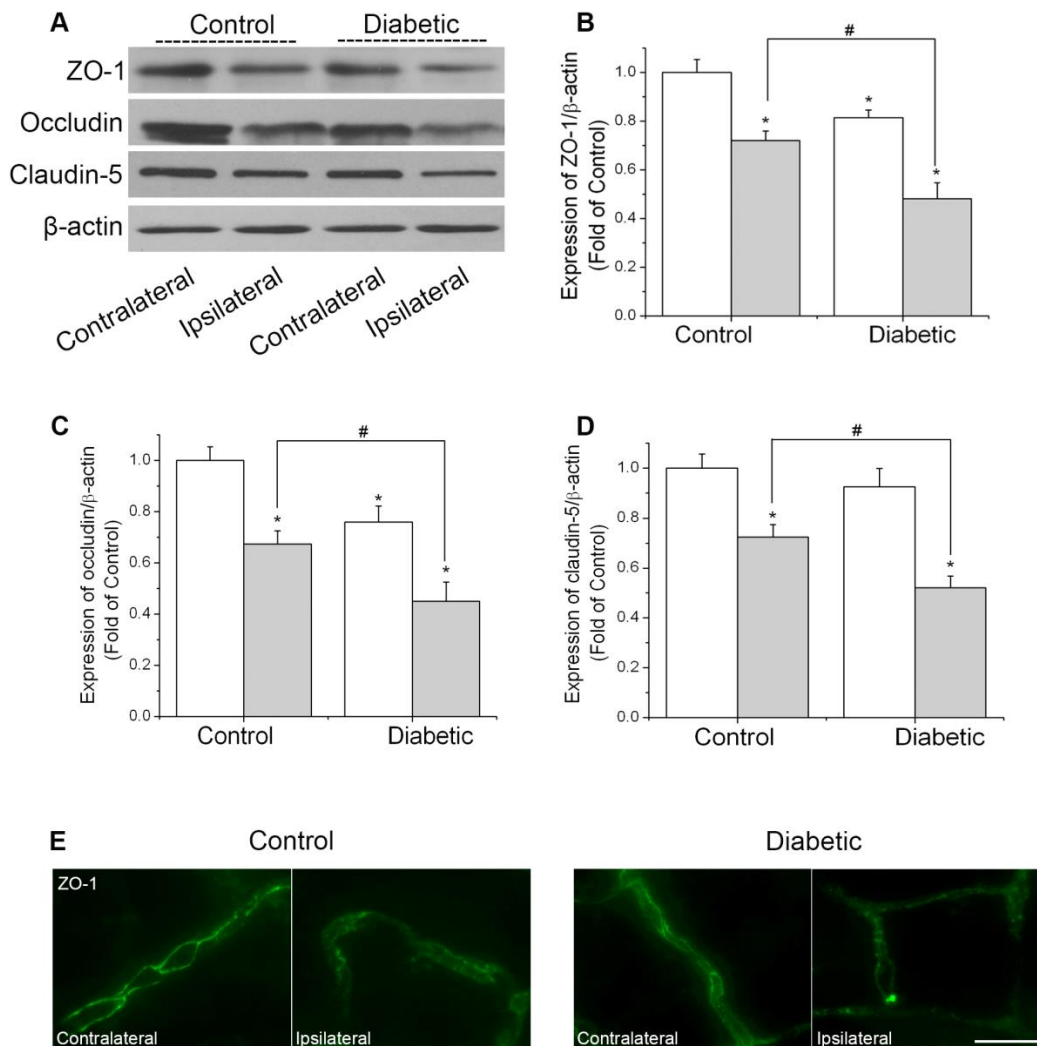 A
Control Diabetic
ZO-1
Occludin
Claudin-5
β-actin
Contralateral
Ipsilateral
Contralateral
Ipsilateral
B
#
*
*
*
Expression of ZO-1/β-actin
(Fold of Control)
1.0
0.8
0.6
0.4
0.2
0.0
Control Diabetic
C
#
*
*
*
Expression of occludin/β-actin
(Fold of Control)
1.0
0.8
0.6
0.4
0.2
0.0
Control Diabetic
D
#
*
*
Expression of claudin-5/β-actin
(Fold of Control)
1.0
0.8
0.6
0.4
0.2
0.0
Control Diabetic
E
Control Diabetic
ZO-1
Contralateral Ipsilateral Contralateral Ipsilateral